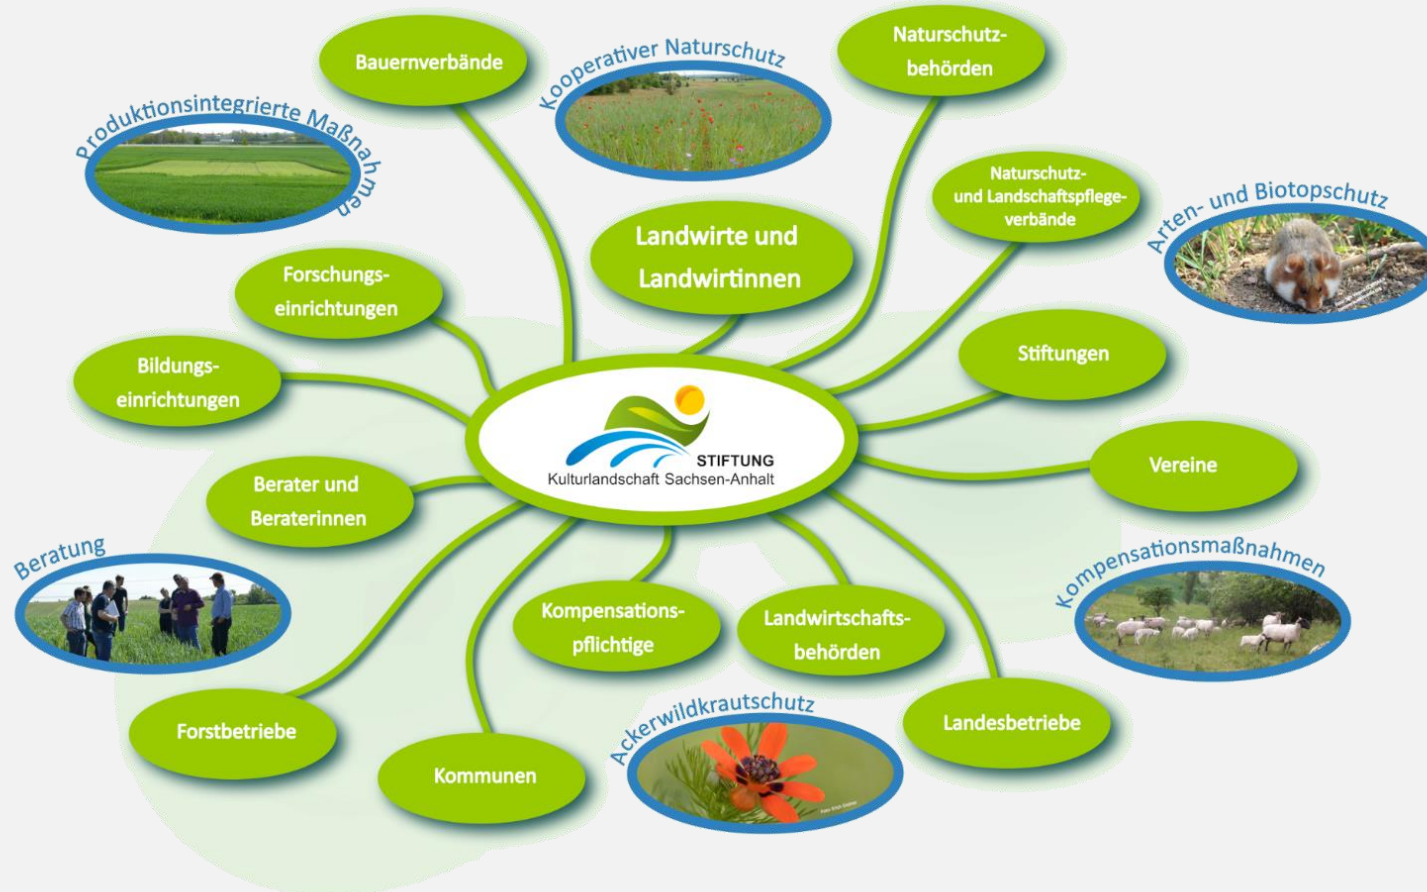 Bauernverbände
Kooperativer Naturschutz
Naturschutz-
behörden
Produktionsintegrierte Maßnahmen
Naturschutz-
und Landschaftspflege-
verbände
Arten- und Biotopschutz
Landwirte und
Landwirtinnen
Forschungs-
einrichtungen
Stiftungen
Bildungs-
einrichtungen
STIFTUNG
Kulturlandschaft Sachsen-Anhalt
Vereine
Berater und
Beraterinnen
Beratung
Kompensationsmaßnahmen
Kompensations-
pflichtige
Landwirtschafts-
behörden
Forstbetriebe
Ackerwildkrautschutz
Landesbetriebe
Kommunen